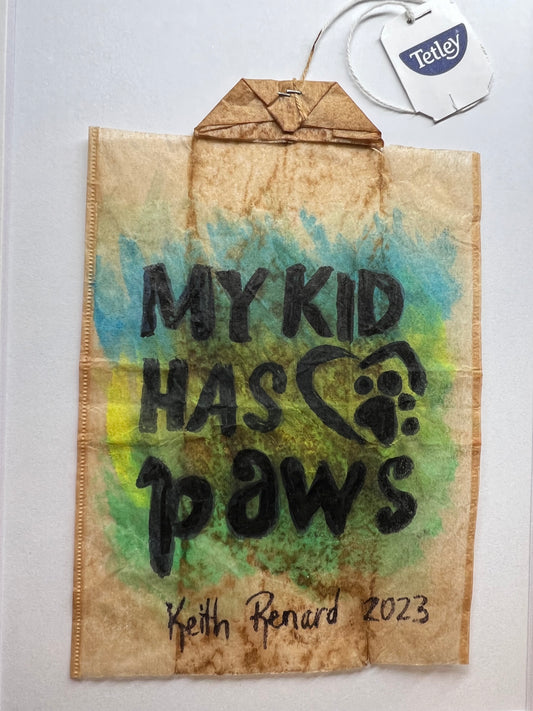 Tetley
MY KID
HAS
paws
Keith Renard 2023